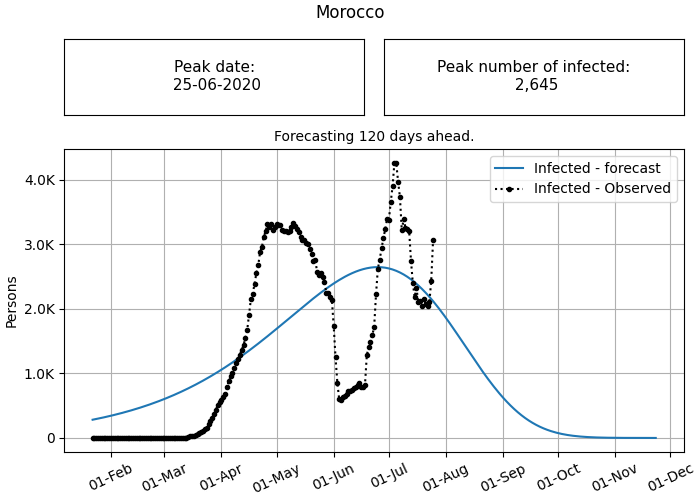 Morocco
Peak date:
25-06-2020
Peak number of infected:
2,645
Forecasting 120 days ahead.
Infected - forecast
Infected - Observed
4.0K
3.0K
2.0K
1.0K
0
Persons
01-Feb
01-Mar
01-Apr
01-May
01-Jun
01-Jul
01-Aug
01-Sep
01-Oct
01-Nov
01-Dec